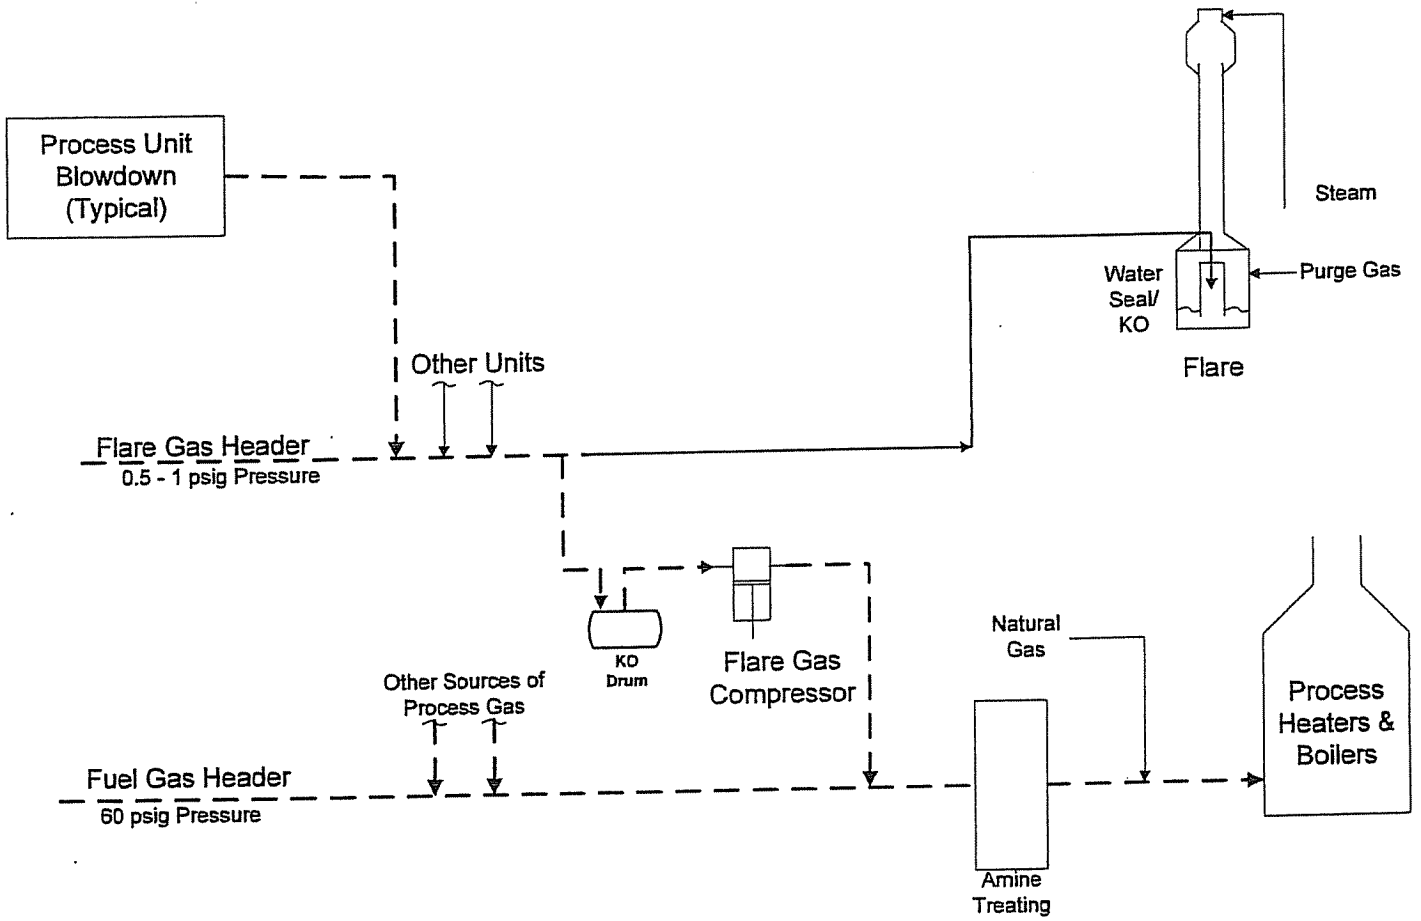 Process Unit
Blowdown
(Typical)
Steam
Water
Seal/
KO
Purge Gas
Flare
Other Units
Flare Gas Header
0.5 - 1 psig Pressure
KO
Drum
Flare Gas
Compressor
Natural
Gas
Process
Heaters &
Boilers
Other Sources of
Process Gas
Fuel Gas Header
60 psig Pressure
Amine
Treating